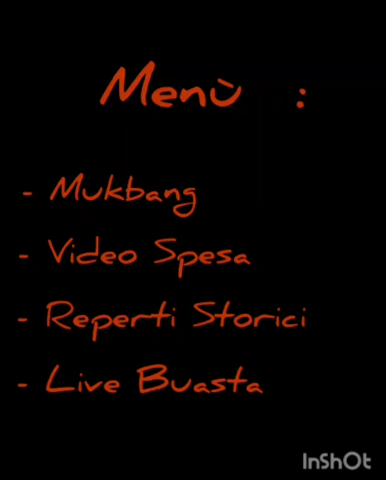 Menù :
- Mukbang
- Video Spesa
- Reperti Storici
- Live Buasta
InShOt